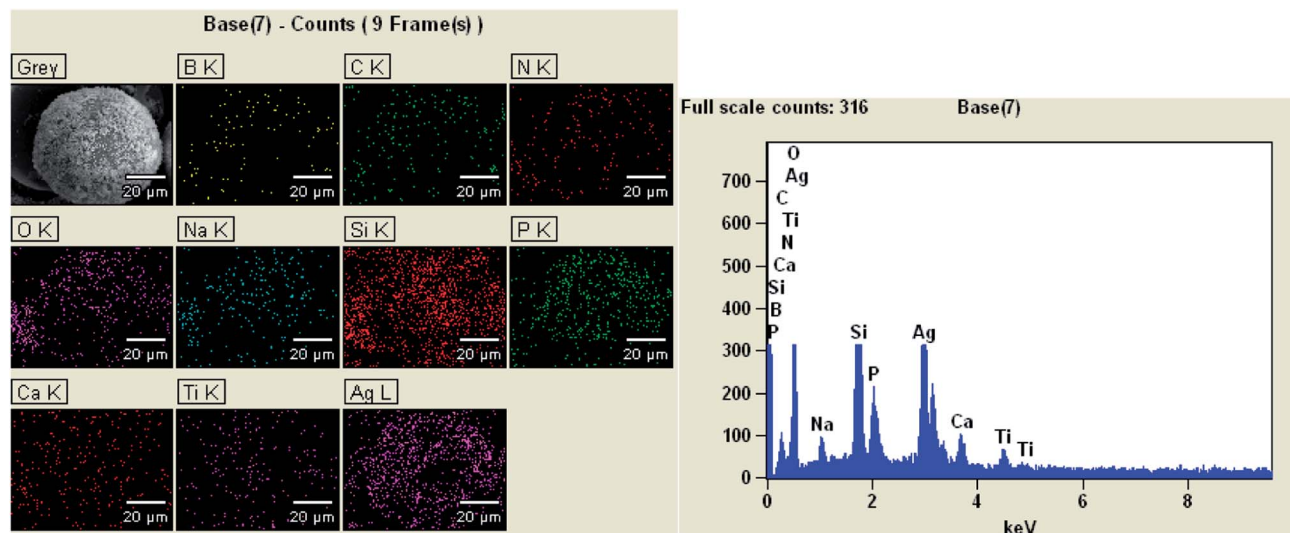 Base(7) - Counts ( 9 Frame(s) )
Grey
B K
C K
N K
20 µm
20 µm
20 µm
20 µm
O K
Na K
Si K
P K
20 µm
20 µm
20 µm
20 µm
Ca K
Ti K
Ag L
20 µm
20 µm
20 µm
Full scale counts: 316
Base(7)
O
Ag
C
Ti
N
Ca
Si
B
P
Si
Ag
P
Na
Ca
Ti
Ti
700
600
500
400
300
200
100
0
0
2
4
6
8
keV